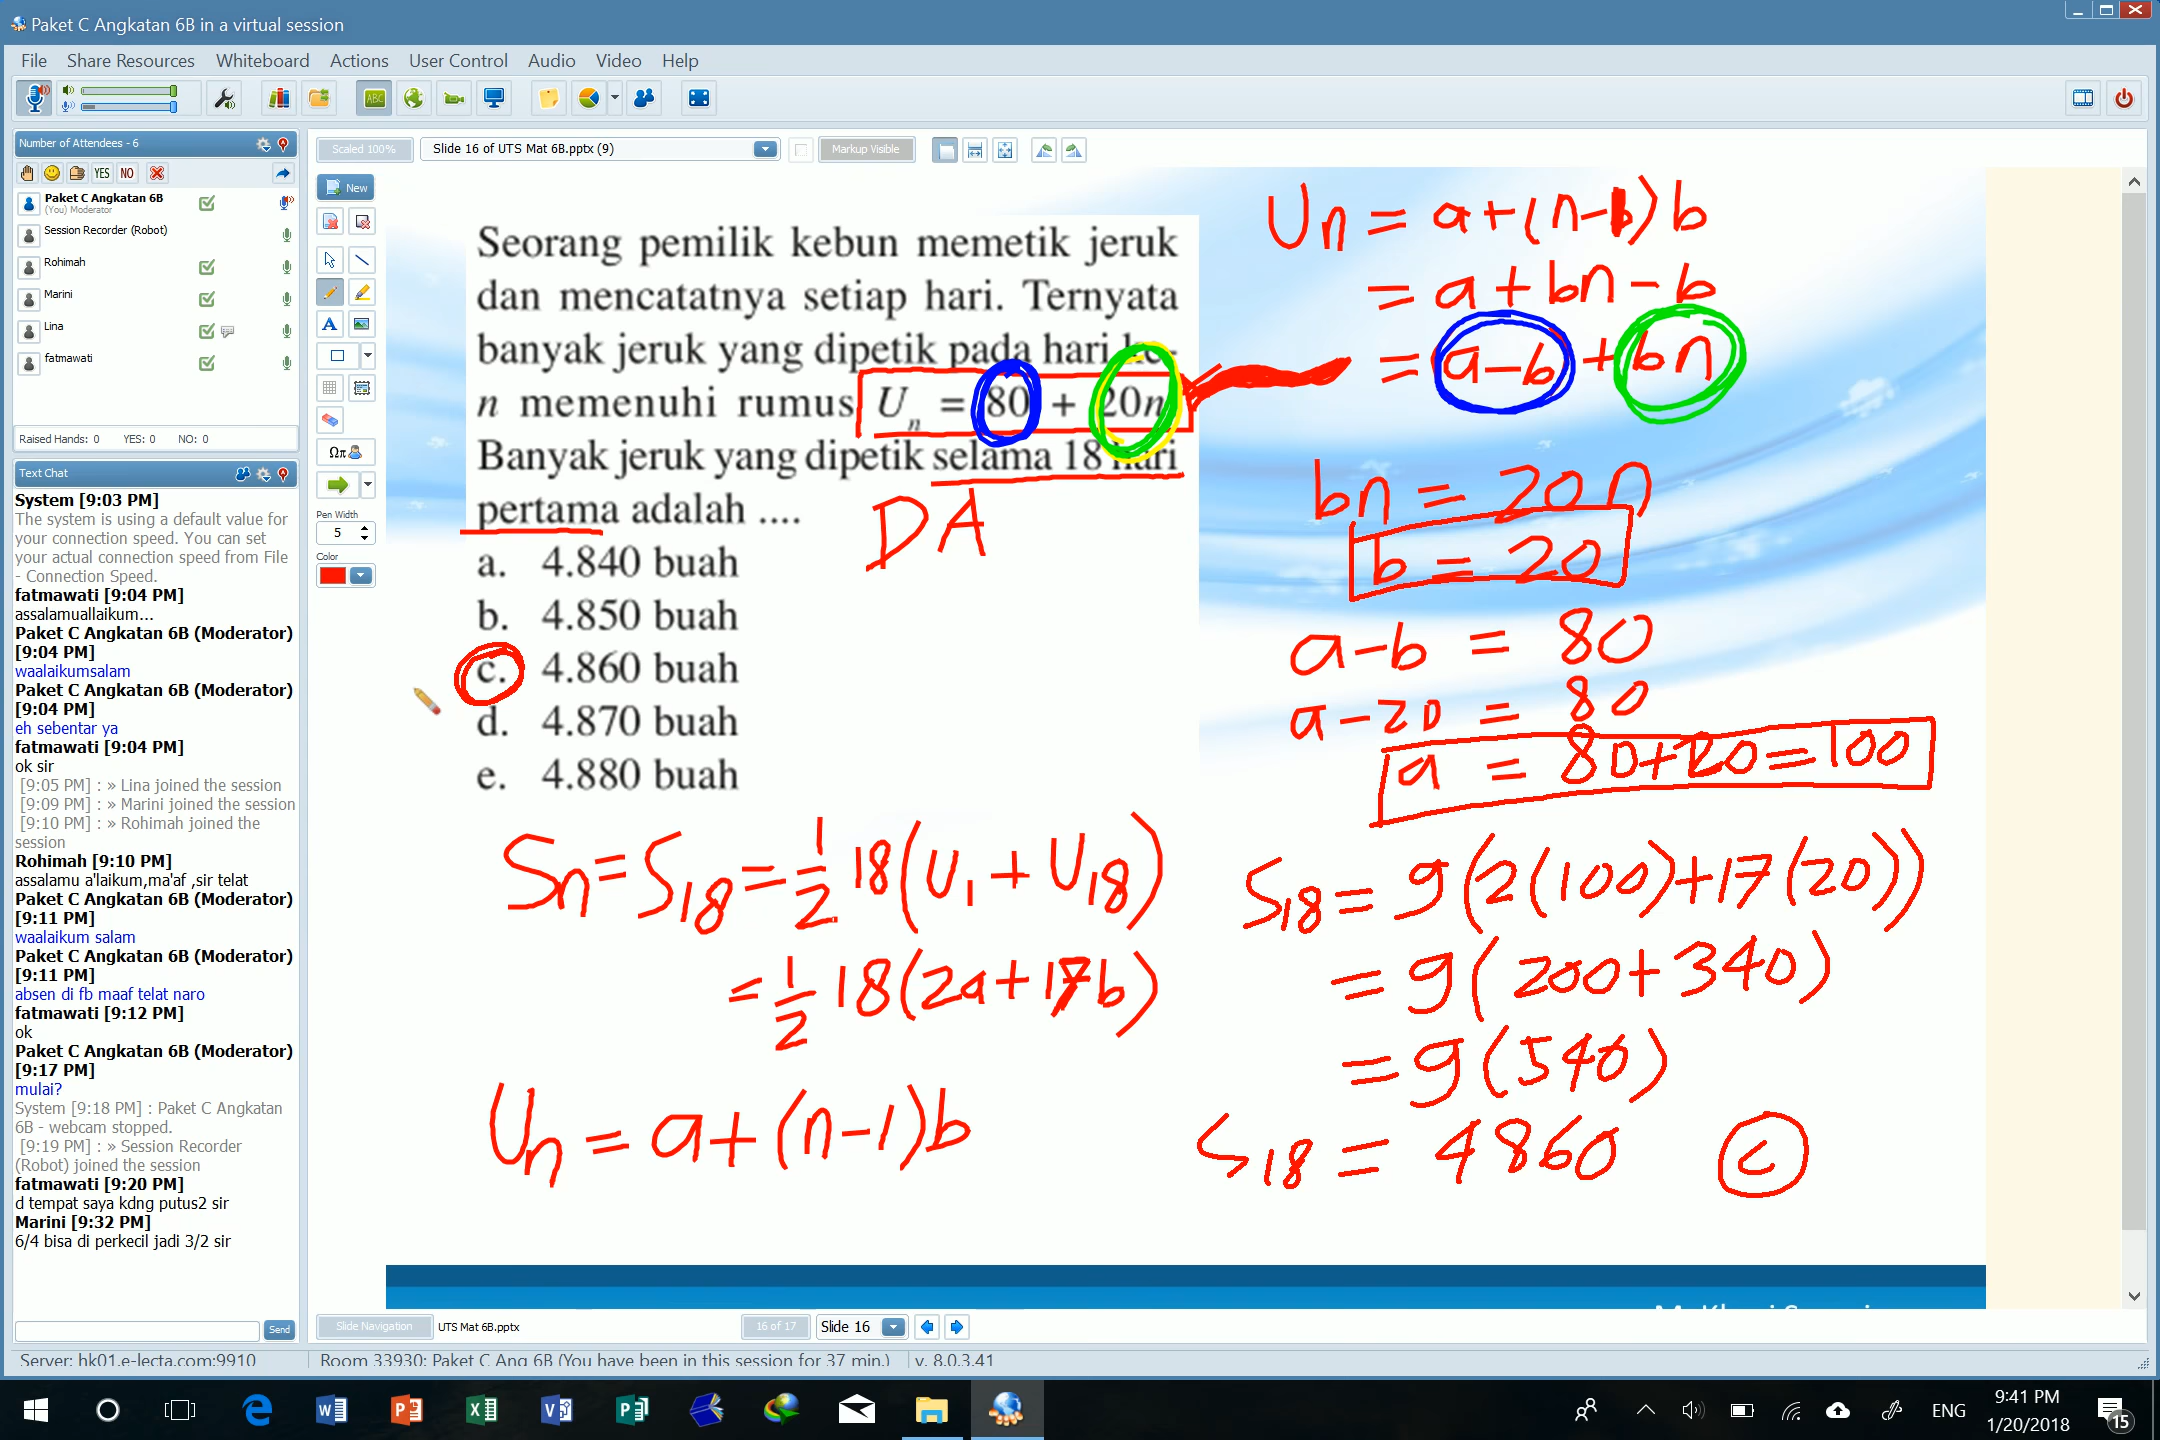 Paket C Angkatan 6B in a virtual session
File Share Resources Whiteboard Actions User Control Audio Video Help
Number of Attendees - 6
YES NO
Paket C Angkatan 6B
(You) Moderator
Session Recorder (Robot)
Rohimah
Marini
Lina
fatmawati
Raised Hands: 0 YES: 0 NO: 0
Text Chat
System [9:03 PM]
The system is using a default value for
your connection speed. You can set
your actual connection speed from File
- Connection Speed.
fatmawati [9:04 PM]
assalamuallaikum...
Paket C Angkatan 6B (Moderator)
[9:04 PM]
waalaikumsalam
Paket C Angkatan 6B (Moderator)
[9:04 PM]
eh sebentar ya
fatmawati [9:04 PM]
ok sir
[9:05 PM] : » Lina joined the session
[9:09 PM] : » Marini joined the session
[9:10 PM] : » Rohimah joined the
session
Rohimah [9:10 PM]
assalamu a'laikum,ma'af ,sir telat
Paket C Angkatan 6B (Moderator)
[9:11 PM]
waalaikum salam
Paket C Angkatan 6B (Moderator)
[9:11 PM]
absen di fb maaf telat naro
fatmawati [9:12 PM]
ok
Paket C Angkatan 6B (Moderator)
[9:17 PM]
mulai?
System [9:18 PM] : Paket C Angkatan
6B - webcam stopped.
[9:19 PM] : » Session Recorder
(Robot) joined the session
fatmawati [9:20 PM]
d tempat saya kdng putus2 sir
Marini [9:32 PM]
6/4 bisa di perkecil jadi 3/2 sir
Send
Scaled 100%
Slide 16 of UTS Mat 6B.pptx (9)
Markup Visible
New
A
Ωπ
Pen Width
5
Color
ABC
Seorang pemilik kebun memetik jeruk
dan mencatatnya setiap hari. Ternyata
banyak jeruk yang dipetik pada hari ke-
n memenuhi rumus Un = 80 + 20n
Banyak jeruk yang dipetik selama 18 hari
pertama adalah ....
DA
a. 4.840 buah
b. 4.850 buah
c. 4.860 buah
d. 4.870 buah
e. 4.880 buah
Sn = S18 = 1/2 18(U1 + U18)
= 1/2 18(2a+17b)
Un = a+(n-1)b
Un = a+(n-1)b
= a+bn-b
= a-b+bn
bn = 20n
b = 20
a-b = 80
a-20 = 80
a = 80+20=100
S18 = 9(2(100)+17(20))
= 9(200+340)
= 9(540)
S18 = 4860 c
Slide Navigation
UTS Mat 6B.pptx
16 of 17
Slide 16
Server: hk01.e-lecta.com:9910
Room 33930: Paket C Ang 6B (You have been in this session for 37 min.)
v. 8.0.3.41
ENG
9:41 PM
1/20/2018
15